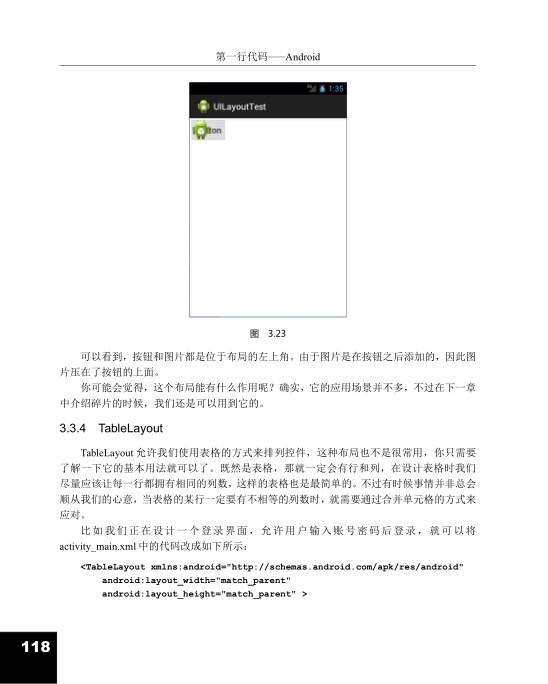 第一行代码——Android
1:35
UILayoutTest
ton
图 3.23
可以看到，按钮和图片都是位于布局的左上角。由于图片是在按钮之后添加的，因此图
片压在了按钮的上面。
你可能会觉得，这个布局能有什么作用呢？确实，它的应用场景并不多，不过在下一章
中介绍碎片的时候，我们还是可以用到它的。
3.3.4 TableLayout
TableLayout 允许我们使用表格的方式来排列控件，这种布局也不是很常用，你只需要
了解一下它的基本用法就可以了。既然是表格，那就一定会有行和列，在设计表格时我们
尽量应该让每一行都拥有相同的列数，这样的表格也是最简单的。不过有时候事情并非总会
顺从我们的心意，当表格的某行一定要有不相等的列数时，就需要通过合并单元格的方式来
应对。
比如我们正在设计一个登录界面，允许用户输入账号密码后登录，就可以将
activity_main.xml 中的代码改成如下所示：
<TableLayout xmlns:android="http://schemas.android.com/apk/res/android"
android:layout_width="match_parent"
android:layout_height="match_parent" >
118